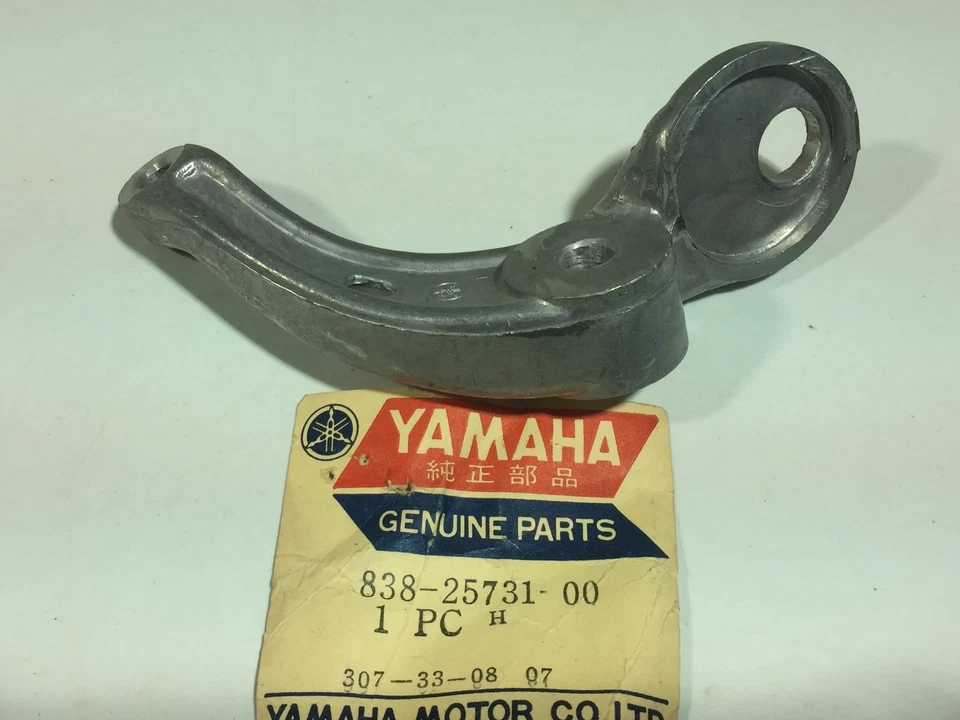 YAMAHA
純正部品
GENUINE PARTS
838-25731-00
1 PC H
307-33-08 07
YAMAHA MOTOR CO. LTD